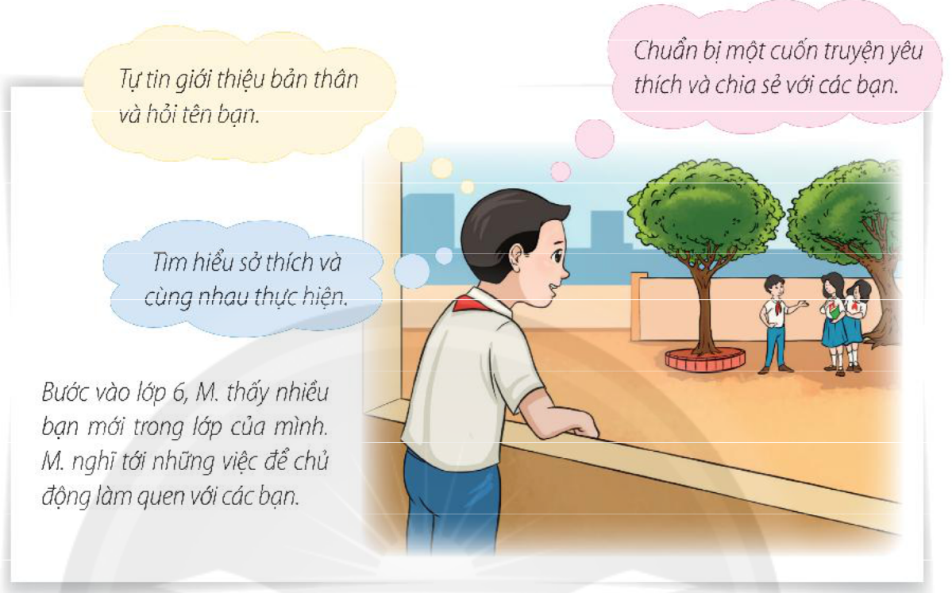 Tự tin giới thiệu bản thân
và hỏi tên bạn.
Chuẩn bị một cuốn truyện yêu
thích và chia sẻ với các bạn.
Tìm hiểu sở thích và
cùng nhau thực hiện.
Bước vào lớp 6, M. thấy nhiều
bạn mới trong lớp của mình.
M. nghĩ tới những việc để chủ
động làm quen với các bạn.